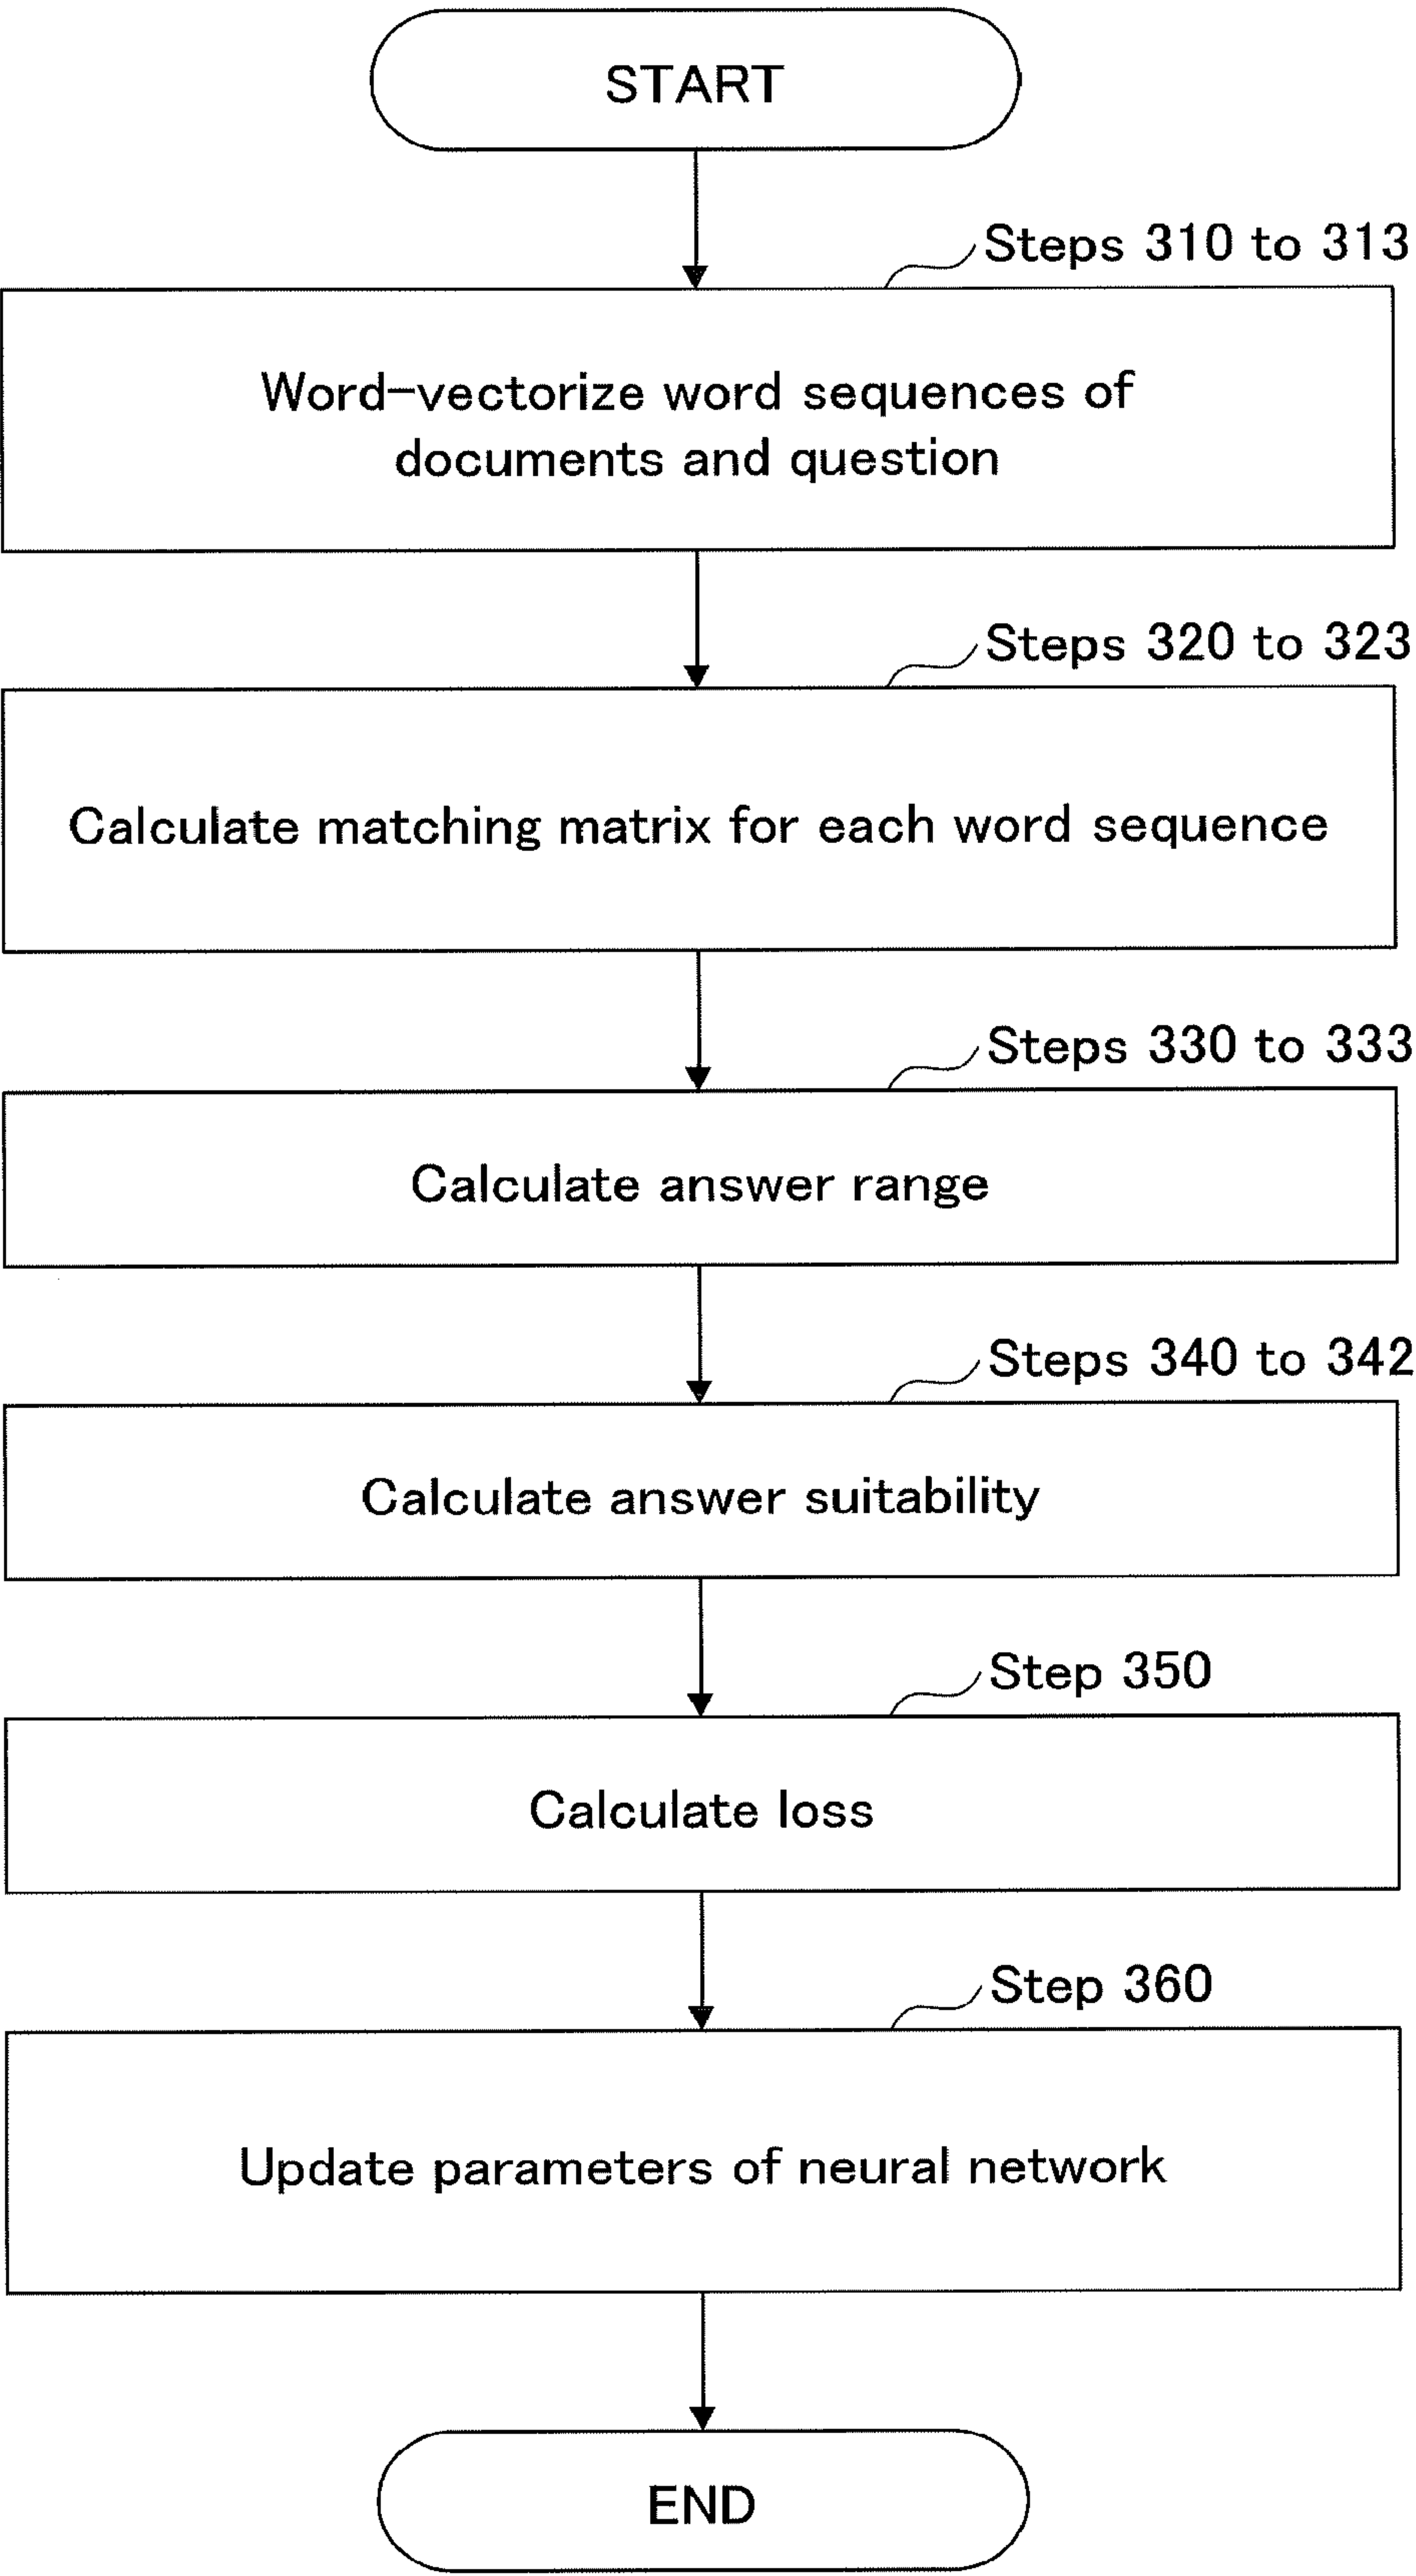 START
Steps 310 to 313
Word-vectorize word sequences of
documents and question
Steps 320 to 323
Calculate matching matrix for each word sequence
Steps 330 to 333
Calculate answer range
Steps 340 to 342
Calculate answer suitability
Step 350
Calculate loss
Step 360
Update parameters of neural network
END